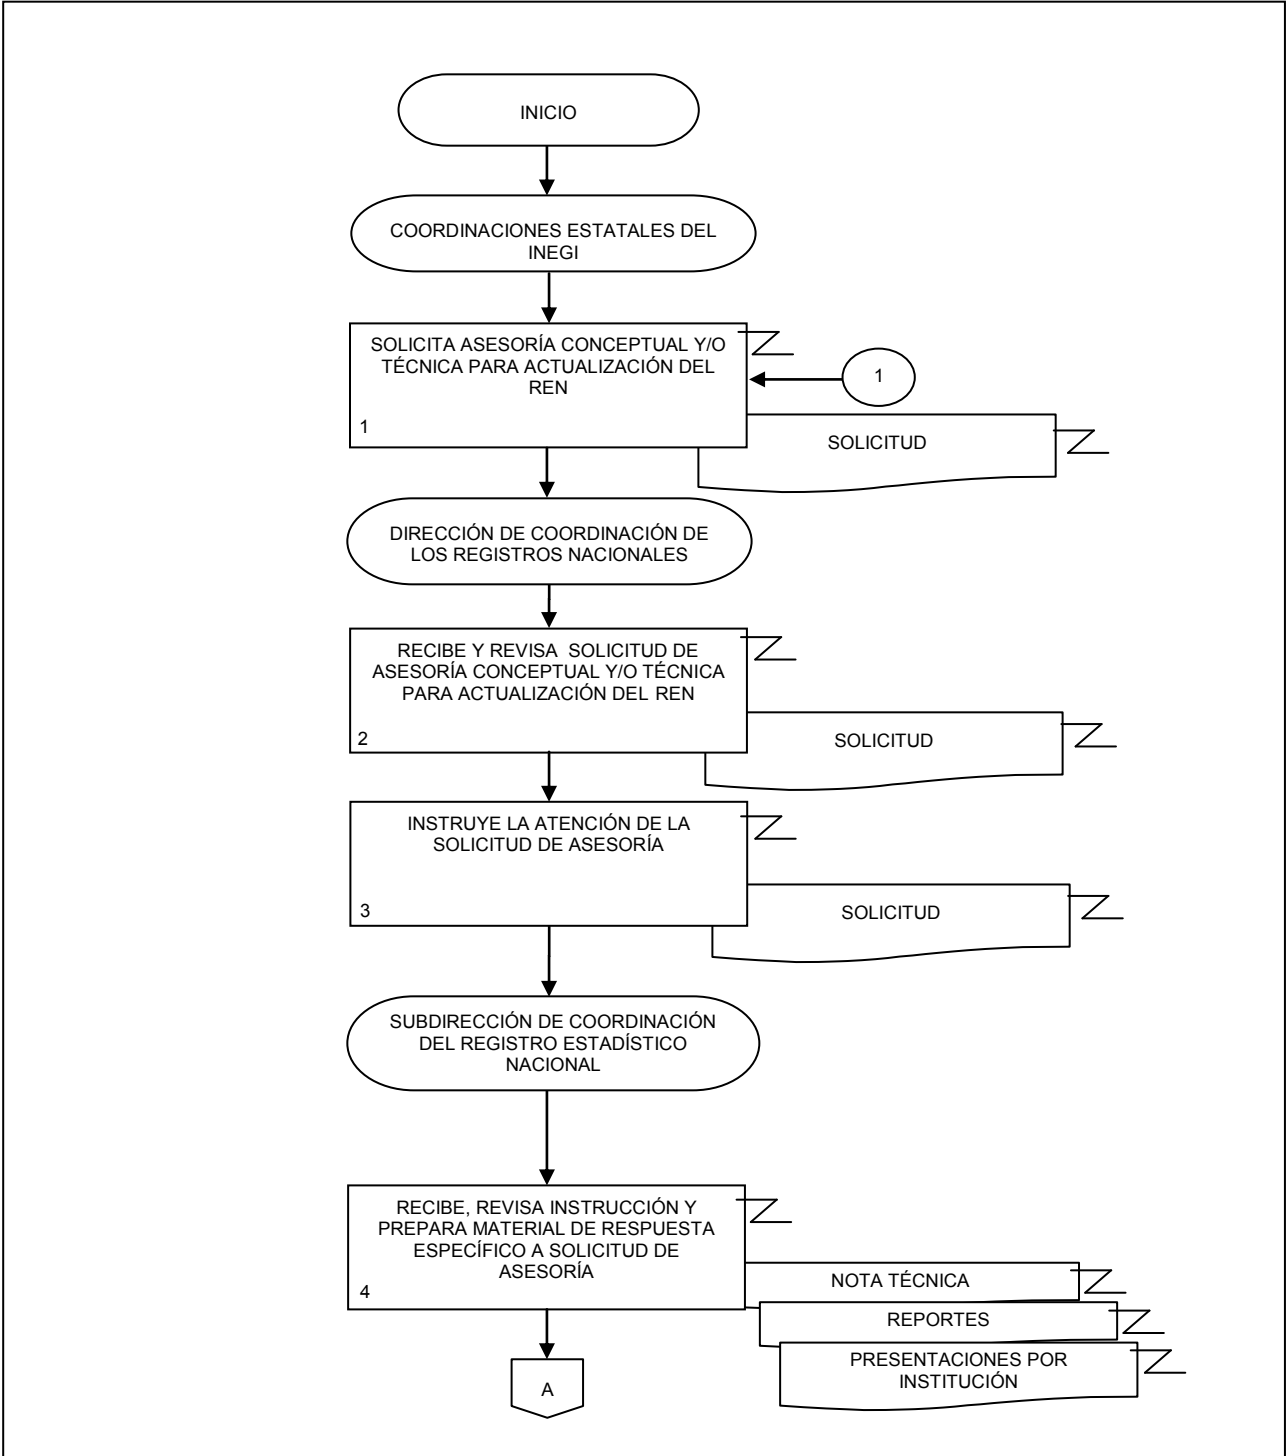 INICIO
COORDINACIONES ESTATALES DEL
INEGI
SOLICITA ASESORÍA CONCEPTUAL Y/O
TÉCNICA PARA ACTUALIZACIÓN DEL
REN
1
1
SOLICITUD
DIRECCIÓN DE COORDINACIÓN DE
LOS REGISTROS NACIONALES
RECIBE Y REVISA SOLICITUD DE
ASESORÍA CONCEPTUAL Y/O TÉCNICA
PARA ACTUALIZACIÓN DEL REN
2
SOLICITUD
INSTRUYE LA ATENCIÓN DE LA
SOLICITUD DE ASESORÍA
3
SOLICITUD
SUBDIRECCIÓN DE COORDINACIÓN
DEL REGISTRO ESTADÍSTICO
NACIONAL
RECIBE, REVISA INSTRUCCIÓN Y
PREPARA MATERIAL DE RESPUESTA
ESPECÍFICO A SOLICITUD DE
ASESORÍA
4
NOTA TÉCNICA
REPORTES
PRESENTACIONES POR
INSTITUCIÓN
A